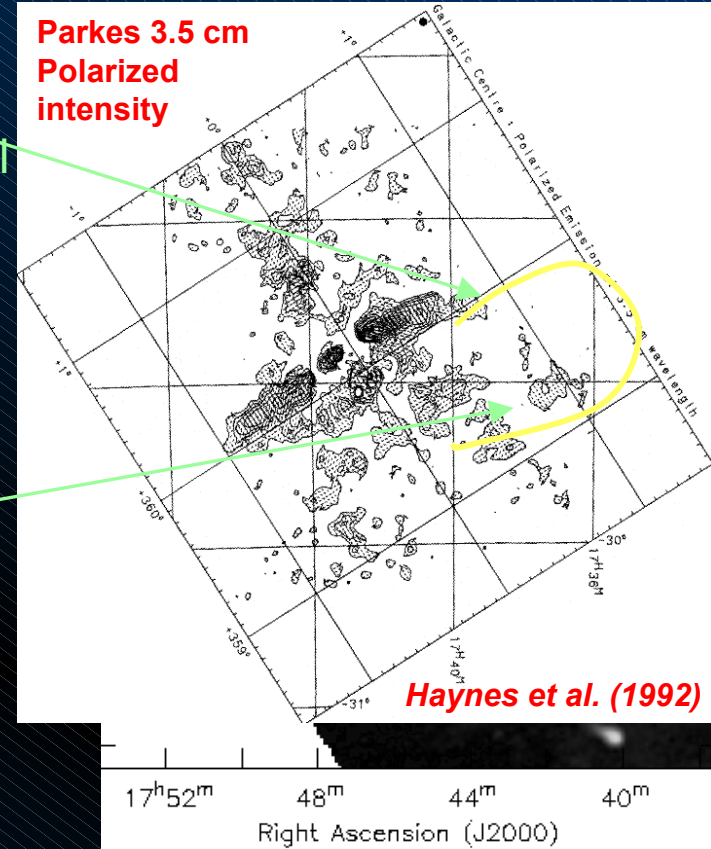 Parkes 3.5 cm
Polarized
intensity
+1°
+0°
-1°
+1°
+360°
+359°
-30°
-31°
17ᴴ36ᴹ
17ᴴ40ᴹ
Galactic Centre : Polarized Emission
wavelength
Haynes et al. (1992)
17ʰ52ᵐ
48ᵐ
44ᵐ
40ᵐ
Right Ascension (J2000)